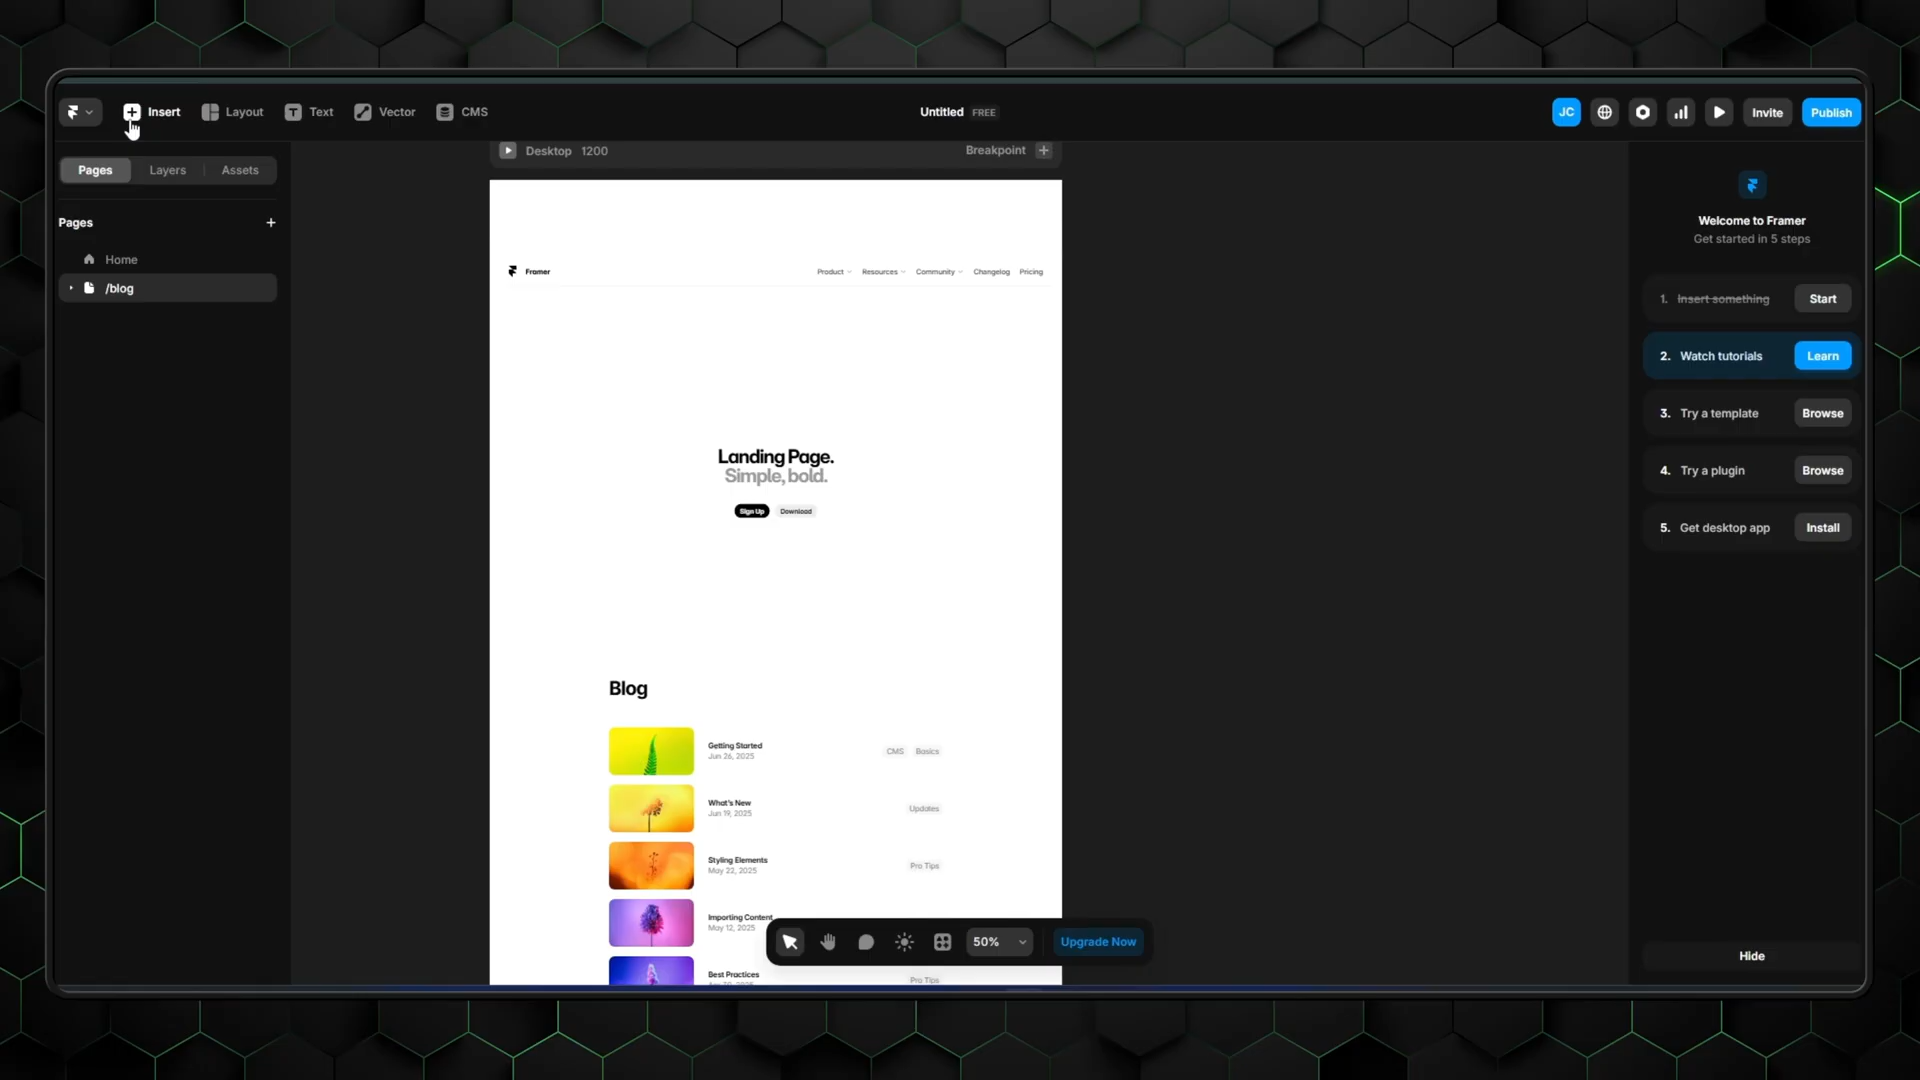 Insert
Layout
Text
Vector
CMS
Untitled FREE
JC
Invite
Publish
Pages
Layers
Assets
Pages
Home
/blog
Desktop 1200
Breakpoint
Framer
Product
Resources
Community
Changelog
Pricing
Landing Page.
Simple, bold.
Sign Up
Download
Blog
Getting Started
Jun 26, 2025
CMS
Basics
What's New
Jun 19, 2025
Updates
Styling Elements
May 22, 2025
Pro Tips
Importing Content
May 12, 2025
Best Practices
Pro Tips
50%
Upgrade Now
Welcome to Framer
Get started in 5 steps
1. Insert something
Start
2. Watch tutorials
Learn
3. Try a template
Browse
4. Try a plugin
Browse
5. Get desktop app
Install
Hide